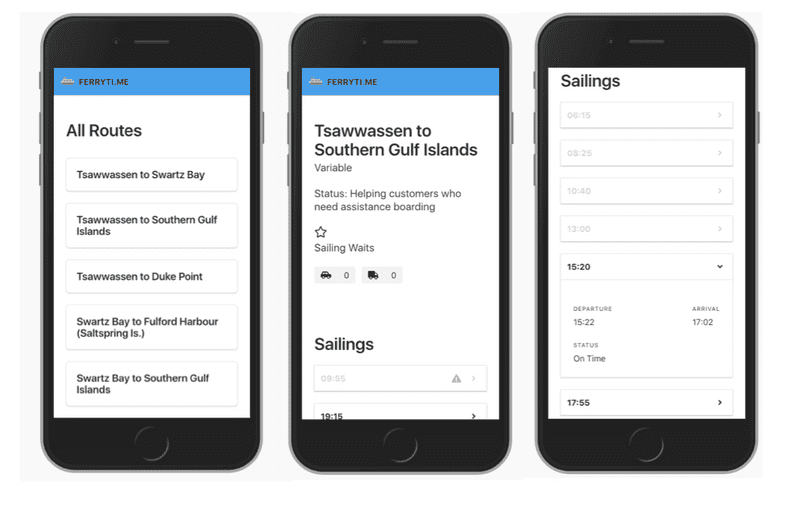 FERRYTI.ME
All Routes
Tsawwassen to Swartz Bay
Tsawwassen to Southern Gulf
Islands
Tsawwassen to Duke Point
Swartz Bay to Fulford Harbour
(Saltspring Is.)
Swartz Bay to Southern Gulf
Islands
FERRYTI.ME
Tsawwassen to
Southern Gulf Islands
Variable
Status: Helping customers who
need assistance boarding
Sailing Waits
0 0
Sailings
09:55
19:15
Sailings
06:15
08:25
10:40
13:00
15:20
DEPARTURE ARRIVAL
15:22 17:02
STATUS
On Time
17:55